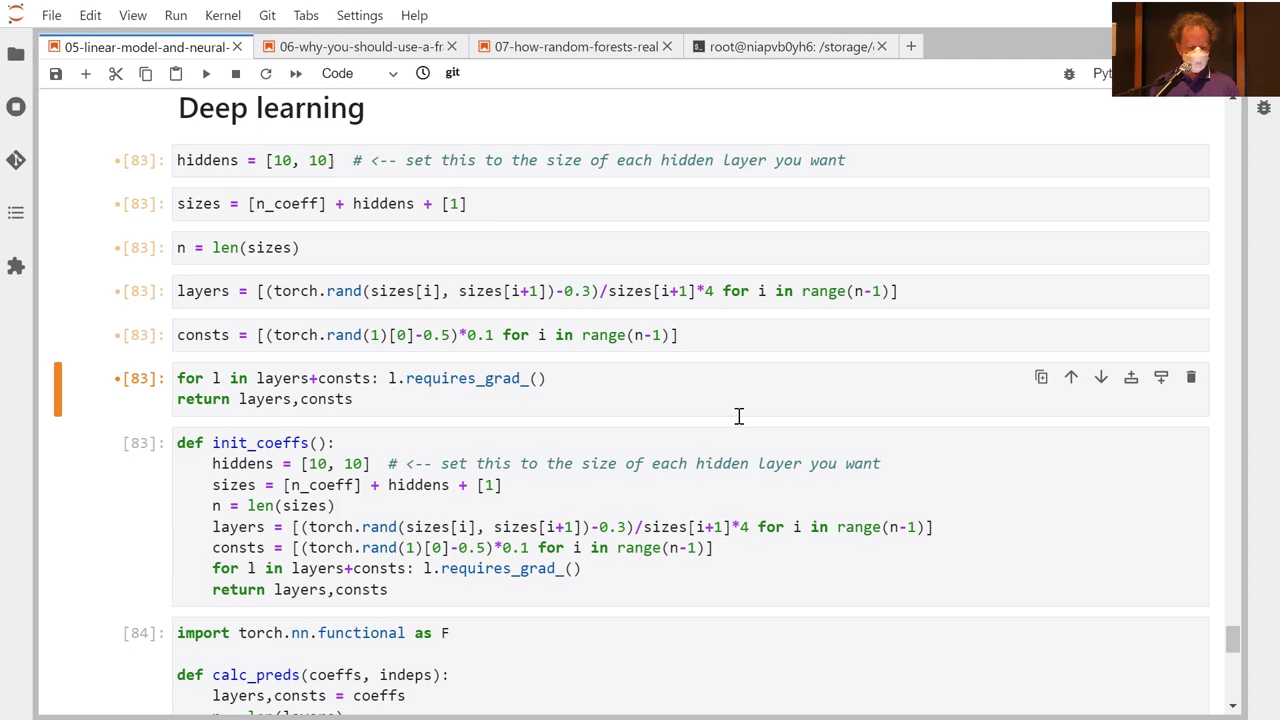 File Edit View Run Kernel Git Tabs Settings Help
05-linear-model-and-neural- 06-why-you-should-use-a-fr 07-how-random-forests-real root@niapvb0yh6: /storage/
Code git Pyt
Deep learning
[83]: hiddens = [10, 10]  # <-- set this to the size of each hidden layer you want
[83]: sizes = [n_coeff] + hiddens + [1]
[83]: n = len(sizes)
[83]: layers = [(torch.rand(sizes[i], sizes[i+1])-0.3)/sizes[i+1]*4 for i in range(n-1)]
[83]: consts = [(torch.rand(1)[0]-0.5)*0.1 for i in range(n-1)]
[83]: for l in layers+consts: l.requires_grad_()
return layers,consts
[83]: def init_coeffs():
hiddens = [10, 10]  # <-- set this to the size of each hidden layer you want
sizes = [n_coeff] + hiddens + [1]
n = len(sizes)
layers = [(torch.rand(sizes[i], sizes[i+1])-0.3)/sizes[i+1]*4 for i in range(n-1)]
consts = [(torch.rand(1)[0]-0.5)*0.1 for i in range(n-1)]
for l in layers+consts: l.requires_grad_()
return layers,consts
[84]: import torch.nn.functional as F
def calc_preds(coeffs, indeps):
layers,consts = coeffs